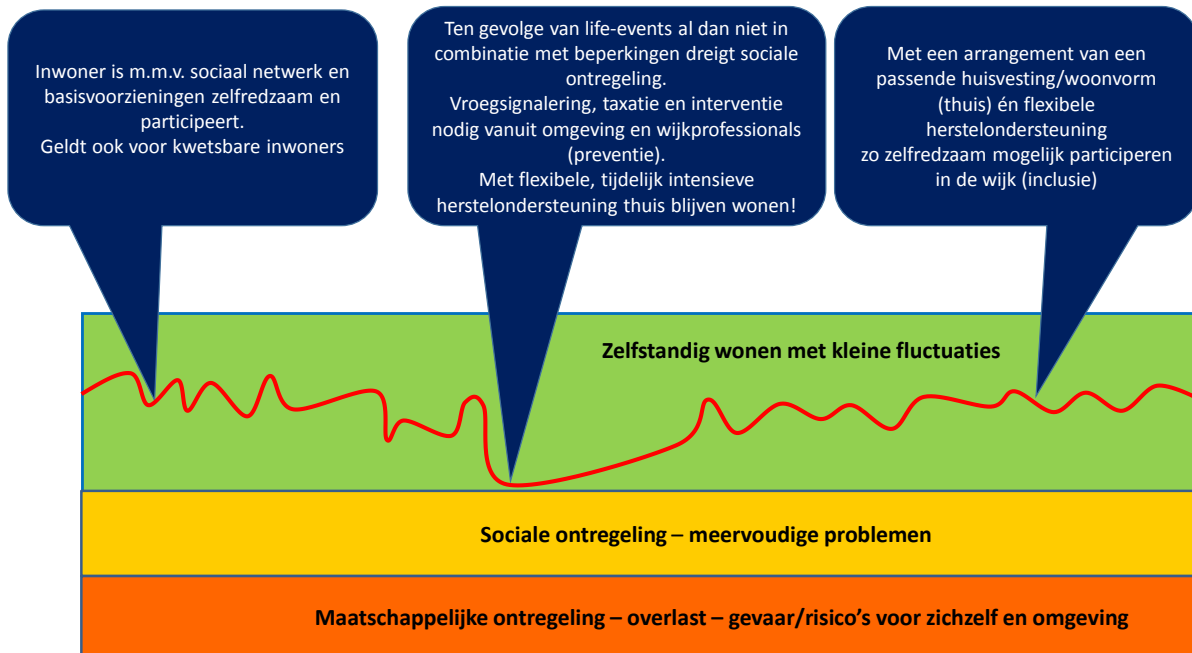 Inwoner is m.m.v. sociaal netwerk en
basisvoorzieningen zelfredzaam en
participeert.
Geldt ook voor kwetsbare inwoners
Ten gevolge van life-events al dan niet in
combinatie met beperkingen dreigt sociale
ontregeling.
Vroegsignalering, taxatie en interventie
nodig vanuit omgeving en wijkprofessionals
(preventie).
Met flexibele, tijdelijk intensieve
herstelondersteuning thuis blijven wonen!
Met een arrangement van een
passende huisvesting/woonvorm
(thuis) én flexibele
herstelondersteuning
zo zelfredzaam mogelijk participeren
in de wijk (inclusie)
Zelfstandig wonen met kleine fluctuaties
Sociale ontregeling – meervoudige problemen
Maatschappelijke ontregeling – overlast – gevaar/risico’s voor zichzelf en omgeving